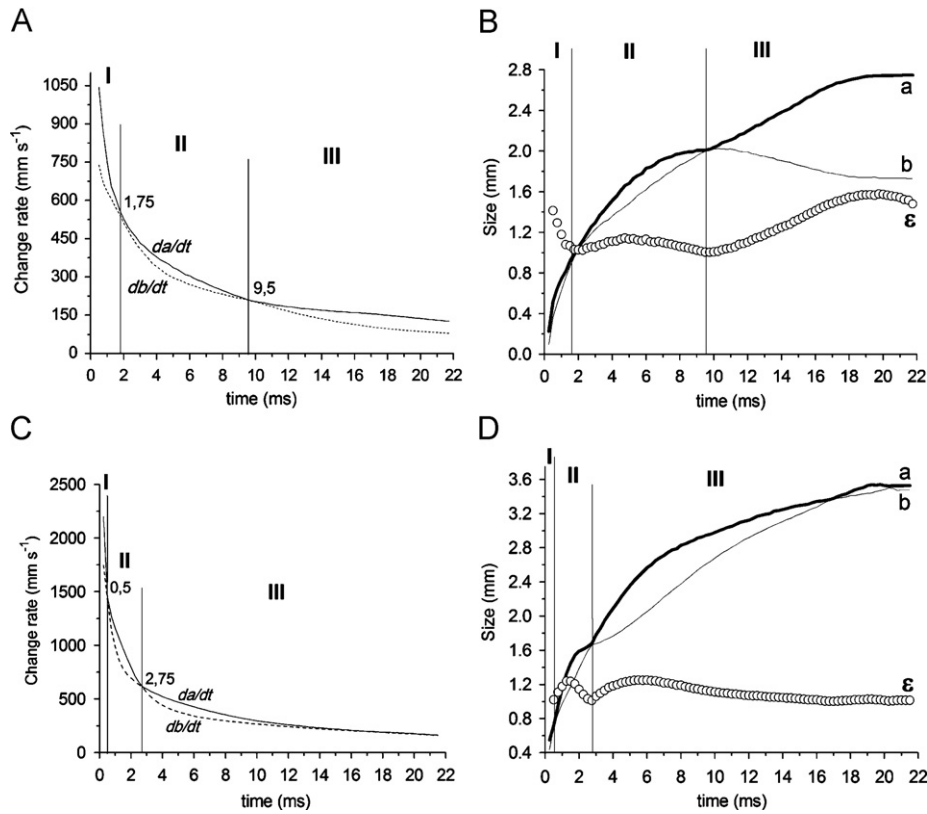 A
I
II
III
1050
900
750
600
450
300
150
0
Change rate (mm s⁻¹)
1,75
da/dt
db/dt
9,5
0 2 4 6 8 10 12 14 16 18 20 22
time (ms)
B
I
II
III
2.8
2.4
2.0
1.6
1.2
0.8
0.4
0.0
Size (mm)
a
b
ε
0 2 4 6 8 10 12 14 16 18 20 22
time (ms)
C
I
II
III
2500
2000
1500
1000
500
0
Change rate (mm s⁻¹)
0,5
2,75
da/dt
db/dt
0 2 4 6 8 10 12 14 16 18 20 22
time (ms)
D
I
II
III
3.6
3.2
2.8
2.4
2.0
1.6
1.2
0.8
0.4
Size (mm)
a
b
ε
0 2 4 6 8 10 12 14 16 18 20 22
time (ms)